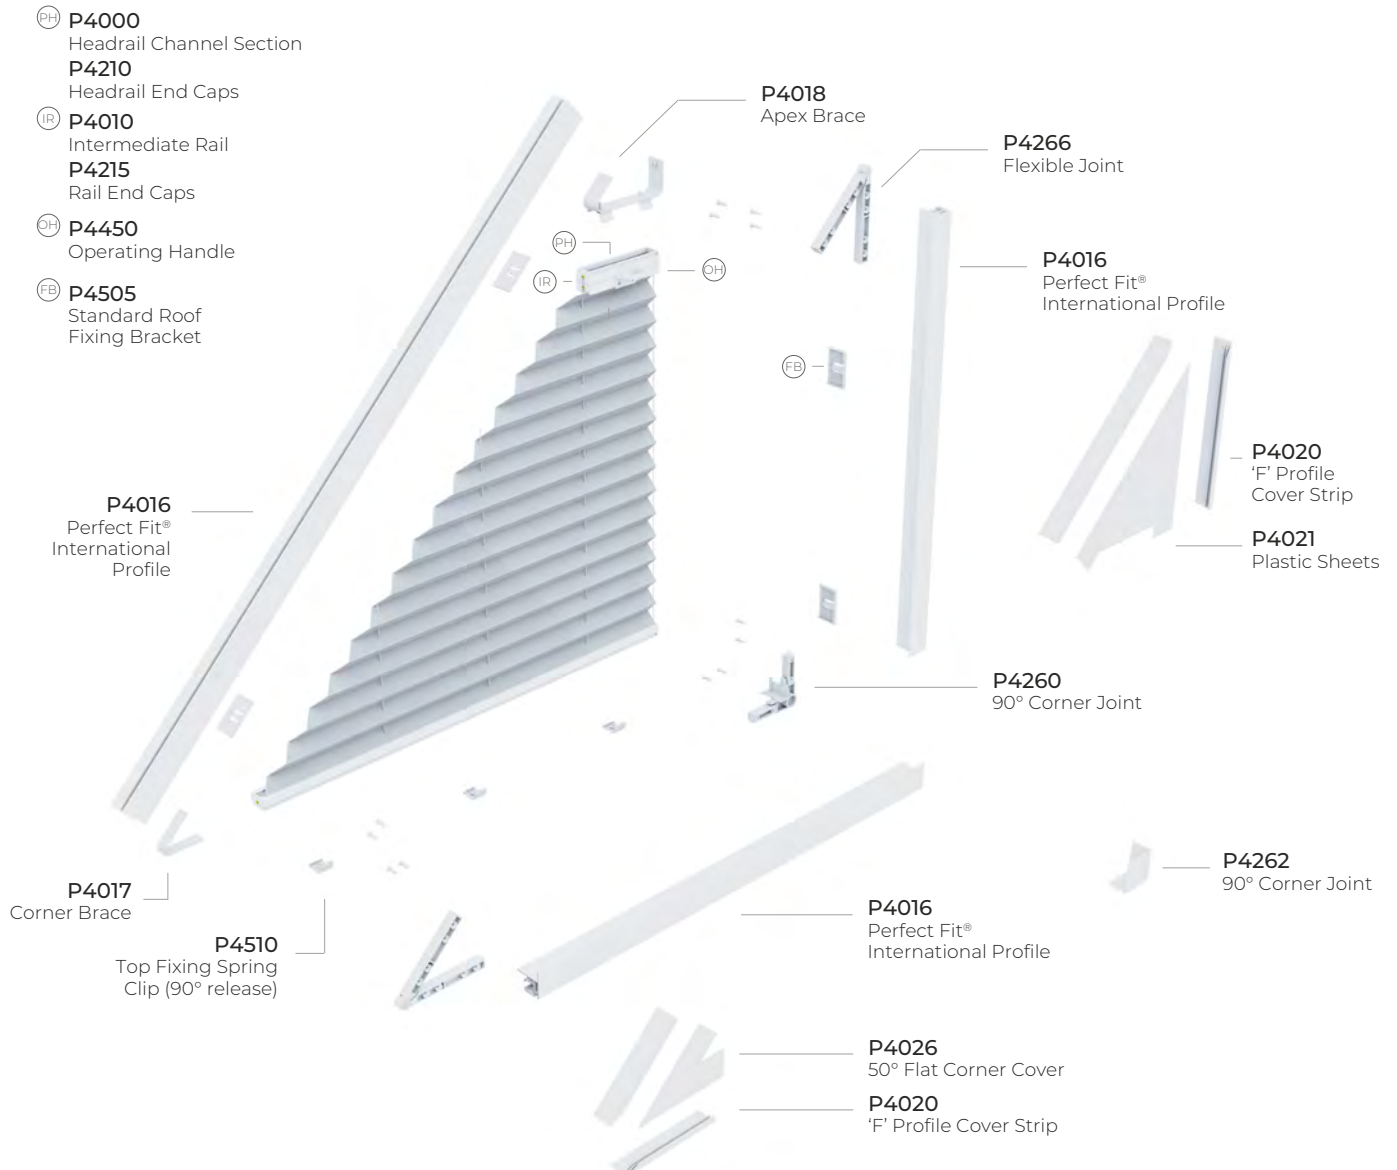 PH P4000
Headrail Channel Section
P4210
Headrail End Caps
IR P4010
Intermediate Rail
P4215
Rail End Caps
OH P4450
Operating Handle
FB P4505
Standard Roof
Fixing Bracket
P4018
Apex Brace
P4266
Flexible Joint
PH
IR
OH
P4016
Perfect Fit®
International Profile
FB
P4020
‘F’ Profile
Cover Strip
P4021
Plastic Sheets
P4016
Perfect Fit®
International
Profile
P4260
90° Corner Joint
P4262
90° Corner Joint
P4017
Corner Brace
P4510
Top Fixing Spring
Clip (90° release)
P4016
Perfect Fit®
International Profile
P4026
50° Flat Corner Cover
P4020
‘F’ Profile Cover Strip